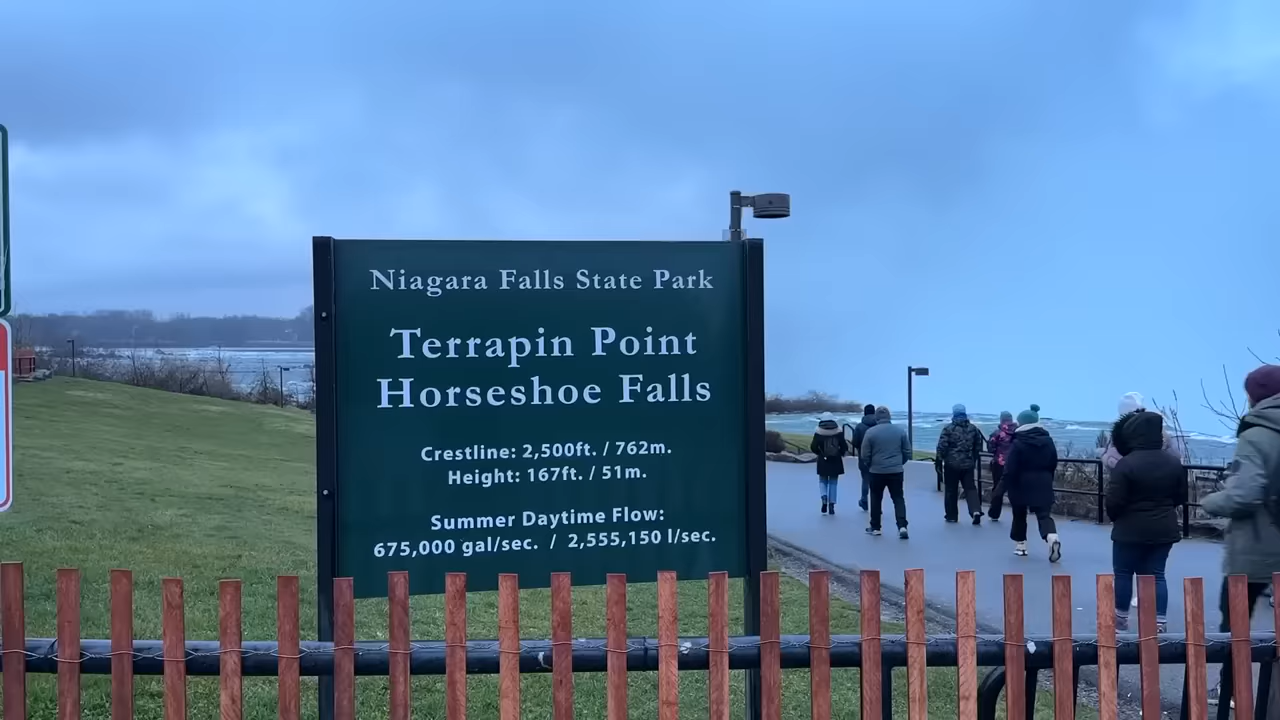 Niagara Falls State Park
Terrapin Point
Horseshoe Falls
Crestline: 2,500ft. / 762m.
Height: 167ft. / 51m.
Summer Daytime Flow:
675,000 gal/sec. / 2,555,150 l/sec.